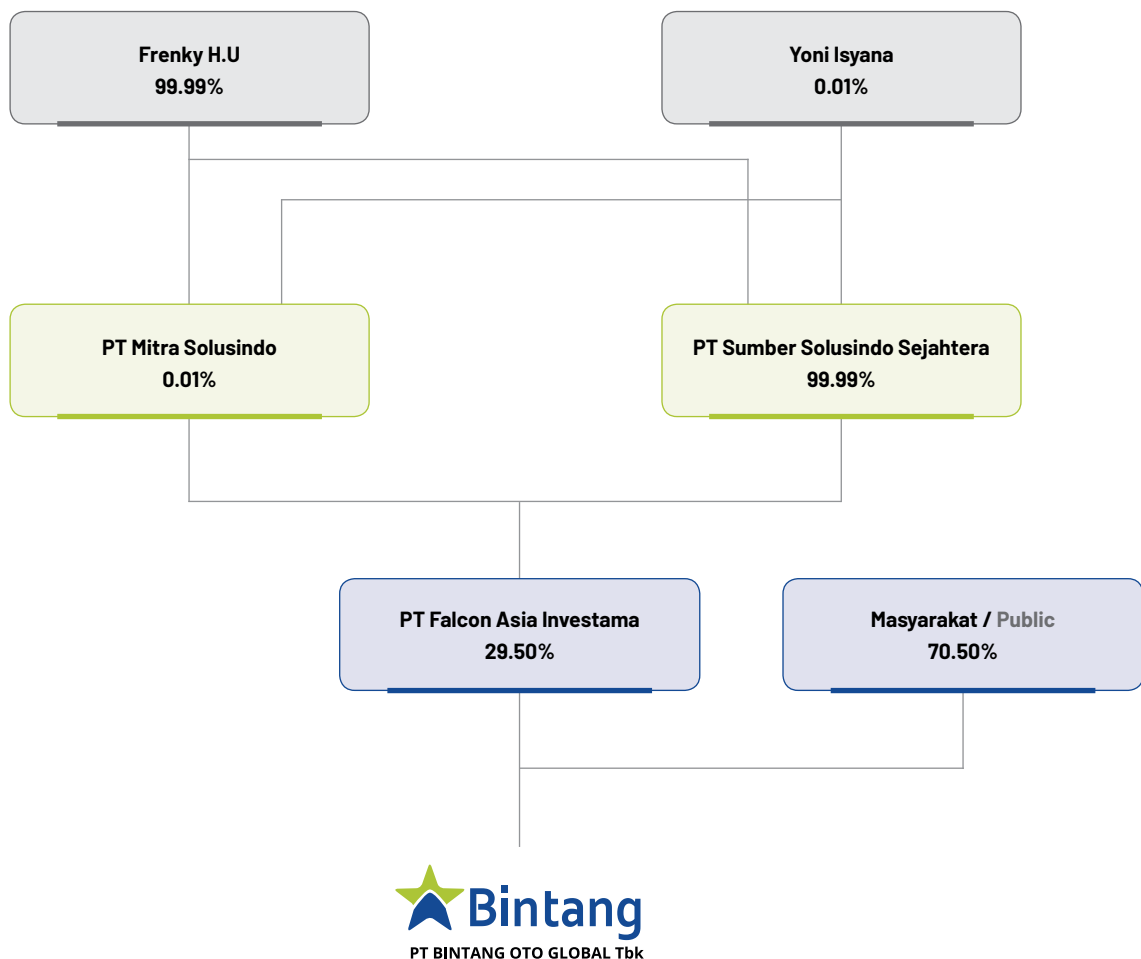 Frenky H.U
99.99%
Yoni Isyana
0.01%
PT Mitra Solusindo
0.01%
PT Sumber Solusindo Sejahtera
99.99%
PT Falcon Asia Investama
29.50%
Masyarakat / Public
70.50%
Bintang
PT BINTANG OTO GLOBAL Tbk